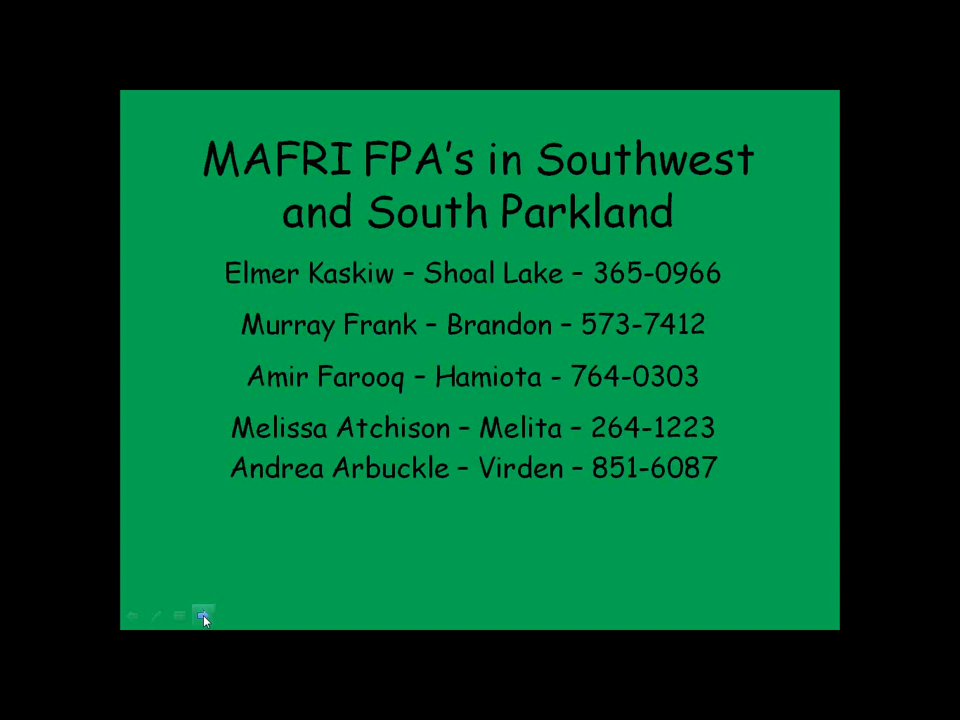 MAFRI FPA's in Southwest
and South Parkland
Elmer Kaskiw – Shoal Lake – 365-0966
Murray Frank – Brandon – 573-7412
Amir Farooq – Hamiota - 764-0303
Melissa Atchison – Melita – 264-1223
Andrea Arbuckle – Virden – 851-6087